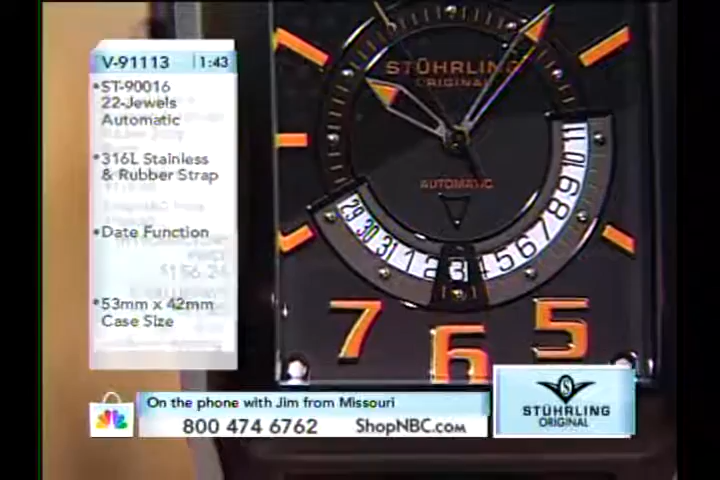 V-91113 1:43
•ST-90016
22-Jewels
Automatic
•316L Stainless
& Rubber Strap
•Date Function
$156.24
•53mm x 42mm
Case Size
STÜHRLING
ORIGINAL
AUTOMATIC
29 30 31 1 2 3 4 5 6 7 8 9 10 11
7 6 5
On the phone with Jim from Missouri
800 474 6762 ShopNBC.com
S
STÜHRLING
ORIGINAL